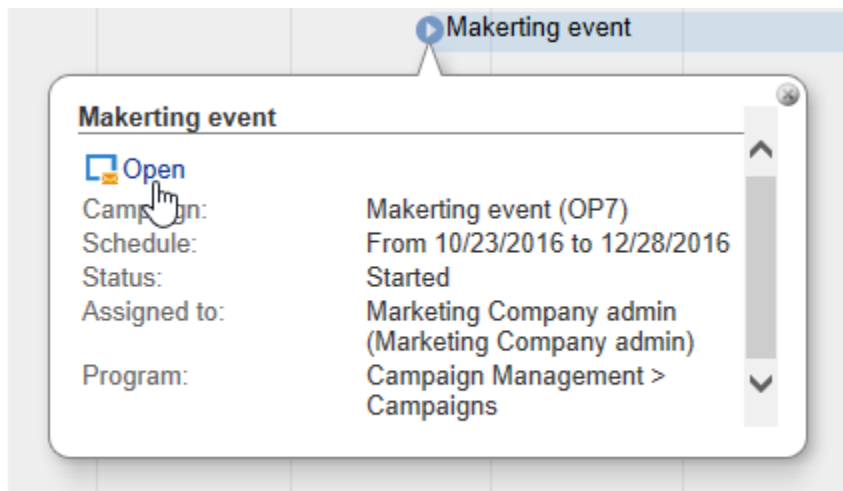 Makerting event
Makerting event
Open
Campaign: Makerting event (OP7)
Schedule: From 10/23/2016 to 12/28/2016
Status: Started
Assigned to: Marketing Company admin
(Marketing Company admin)
Program: Campaign Management >
Campaigns